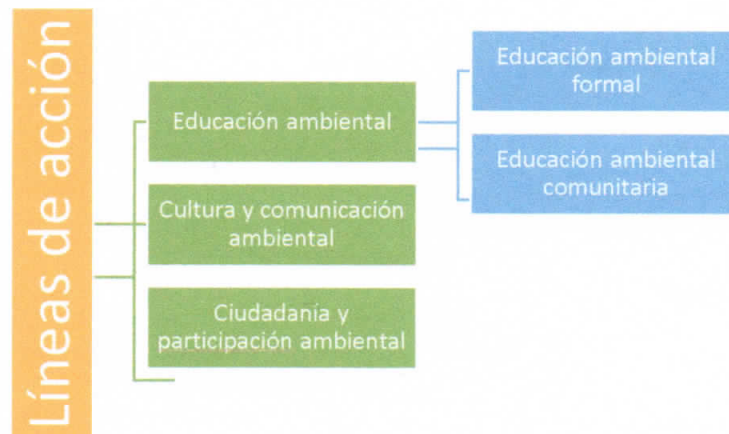 Líneas de acción
Educación ambiental
Cultura y comunicación
ambiental
Ciudadanía y
participación ambiental
Educación ambiental
formal
Educación ambiental
comunitaria